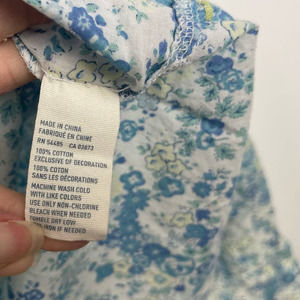 MADE IN CHINA
FABRIQUÉ EN CHINE
RN 54485 CA 03873
100% COTTON
EXCLUSIVE OF DECORATION
100% COTON
SANS LES DÉCORATIONS
MACHINE WASH COLD
WITH LIKE COLORS
USE ONLY NON-CHLORINE
BLEACH WHEN NEEDED
TUMBLE DRY LOW
IRON IF NEEDED